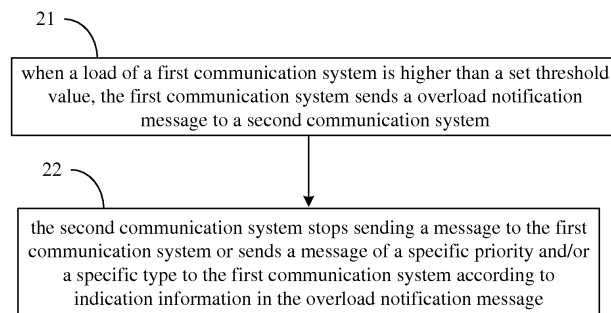 21
when a load of a first communication system is higher than a set threshold
value, the first communication system sends a overload notification
message to a second communication system
22
the second communication system stops sending a message to the first
communication system or sends a message of a specific priority and/or
a specific type to the first communication system according to
indication information in the overload notification message